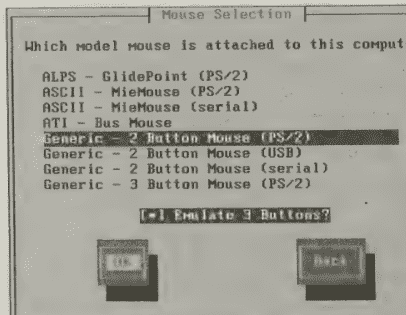 Mouse Selection
Which model mouse is attached to this comput
ALPS - GlidePoint (PS/2)
ASCII - MieMouse (PS/2)
ASCII - MieMouse (serial)
ATI - Bus Mouse
Generic - 2 Button Mouse (PS/2)
Generic - 2 Button Mouse (USB)
Generic - 2 Button Mouse (serial)
Generic - 3 Button Mouse (PS/2)
[*] Emulate 3 Buttons?
OK
Back